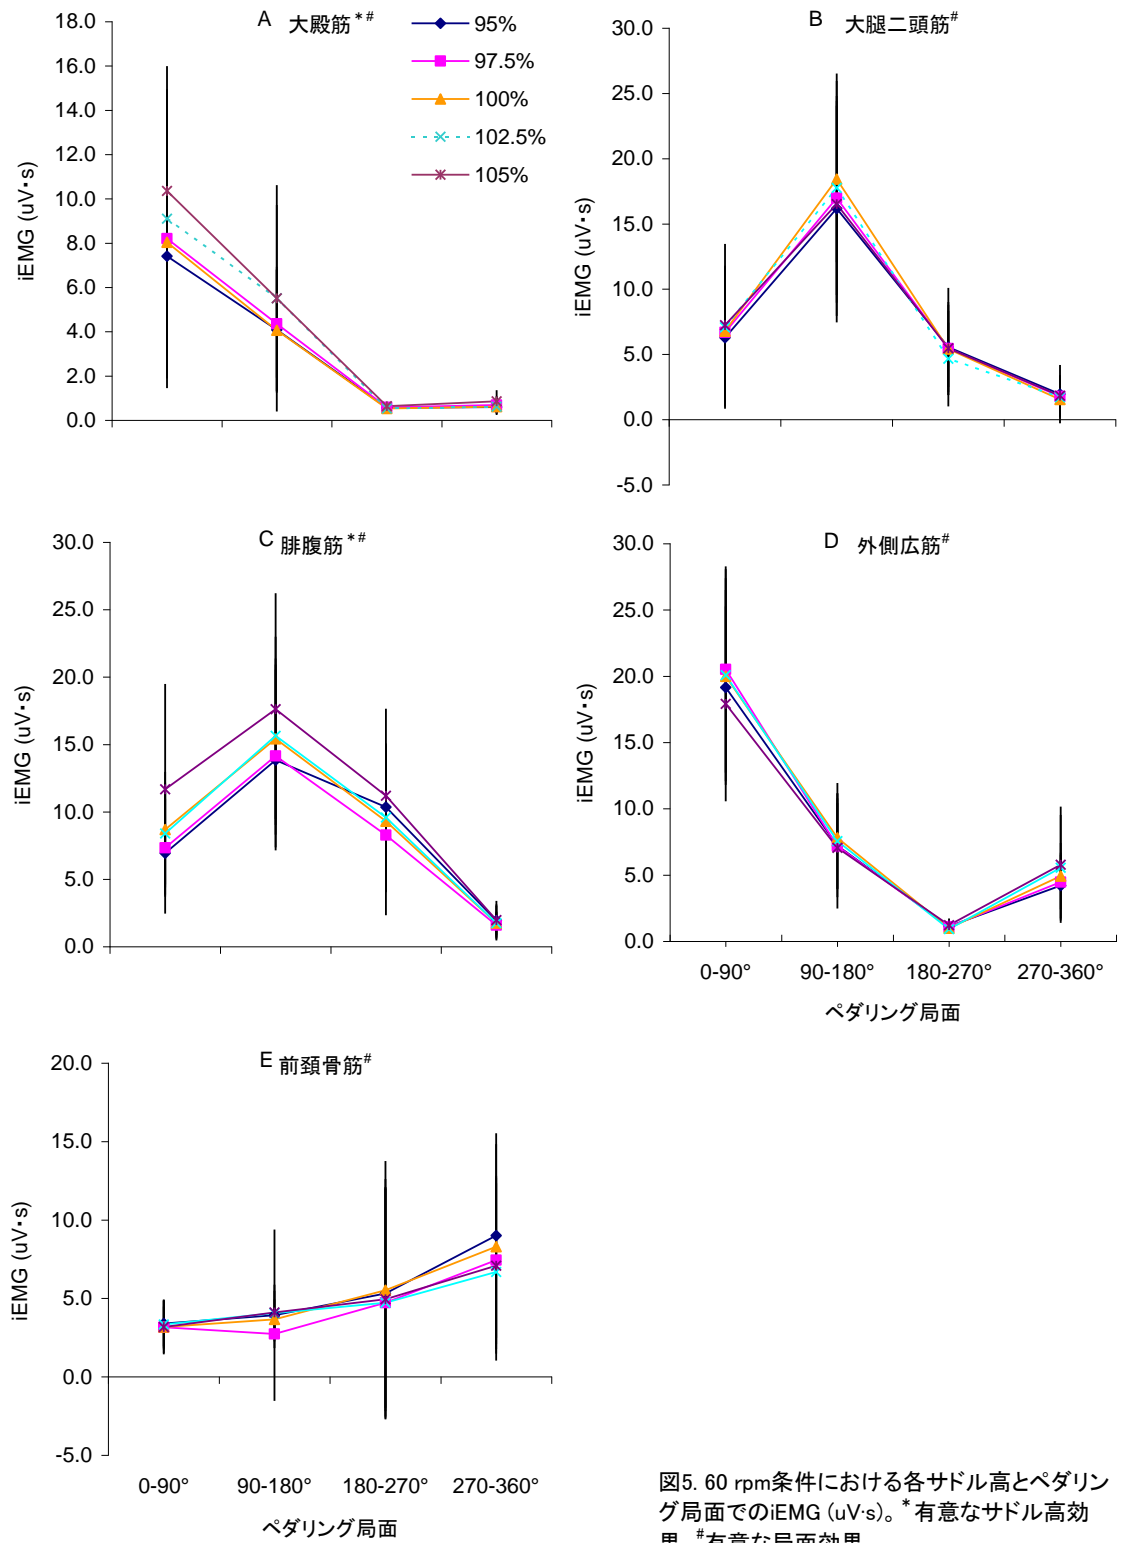 A 大殿筋*#
95%
97.5%
100%
102.5%
105%
18.0
16.0
14.0
12.0
10.0
8.0
6.0
4.0
2.0
0.0
iEMG (uV・s)
B 大腿二頭筋#
30.0
25.0
20.0
15.0
10.0
5.0
0.0
-5.0
iEMG (uV・s)
C 腓腹筋*#
30.0
25.0
20.0
15.0
10.0
5.0
0.0
iEMG (uV・s)
D 外側広筋#
30.0
25.0
20.0
15.0
10.0
5.0
0.0
iEMG (uV・s)
0-90° 90-180° 180-270° 270-360°
ペダリング局面
E 前頚骨筋#
20.0
15.0
10.0
5.0
0.0
-5.0
iEMG (uV・s)
0-90° 90-180° 180-270° 270-360°
ペダリング局面
図5. 60 rpm条件における各サドル高とペダリン
グ局面でのiEMG (uV·s)。*有意なサドル高効
果、#有意な局面効果